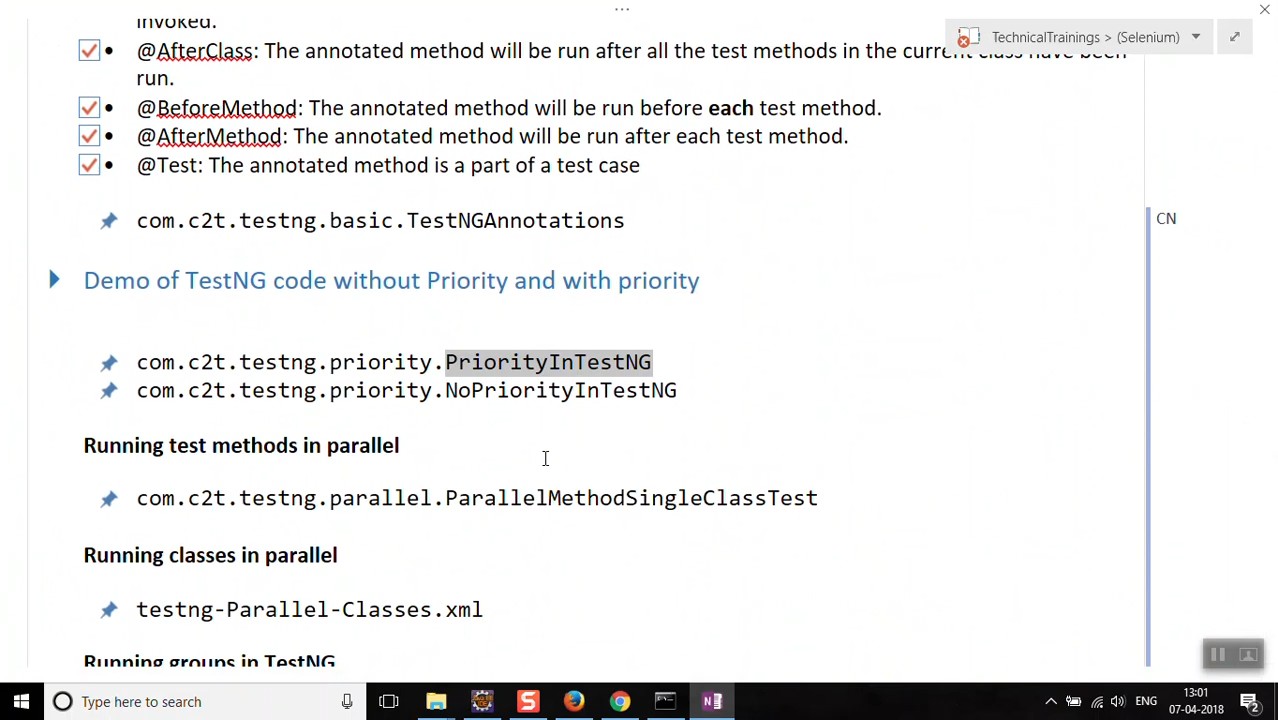 invoked.
TechnicalTrainings > (Selenium)
• @AfterClass: The annotated method will be run after all the test methods in the current class have been
run.
• @BeforeMethod: The annotated method will be run before each test method.
• @AfterMethod: The annotated method will be run after each test method.
• @Test: The annotated method is a part of a test case
com.c2t.testng.basic.TestNGAnnotations
CN
Demo of TestNG code without Priority and with priority
com.c2t.testng.priority.PriorityInTestNG
com.c2t.testng.priority.NoPriorityInTestNG
Running test methods in parallel
com.c2t.testng.parallel.ParallelMethodSingleClassTest
Running classes in parallel
testng-Parallel-Classes.xml
Running groups in TestNG
Type here to search
ENG
13:01
07-04-2018
2